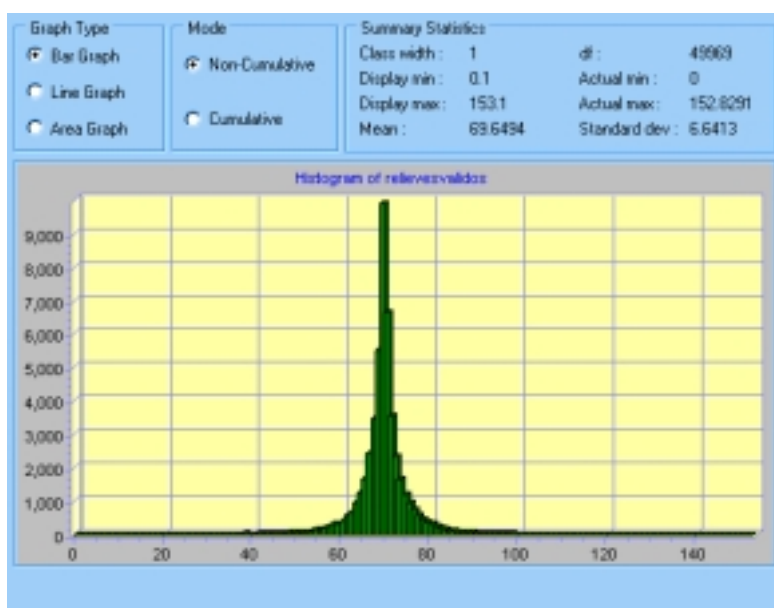 Graph Type
Bar Graph
Line Graph
Area Graph
Mode
Non-Cumulative
Cumulative
Summary Statistics
Class width : 1 df : 49969
Display min : 0.1 Actual min : 0
Display max : 153.1 Actual max : 152.8291
Mean : 69.6494 Standard dev : 6.6413
Histogram of relievesvalidos
9,000
8,000
7,000
6,000
5,000
4,000
3,000
2,000
1,000
0
0 20 40 60 80 100 120 140